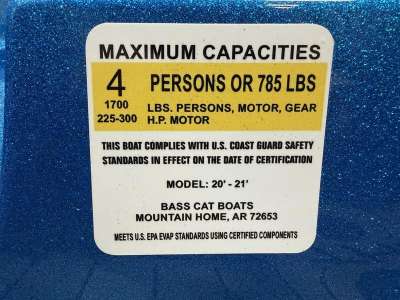 MAXIMUM CAPACITIES
4 PERSONS OR 785 LBS
1700 LBS. PERSONS, MOTOR, GEAR
225-300 H.P. MOTOR
THIS BOAT COMPLIES WITH U.S. COAST GUARD SAFETY
STANDARDS IN EFFECT ON THE DATE OF CERTIFICATION
MODEL: 20' - 21'
BASS CAT BOATS
MOUNTAIN HOME, AR 72653
MEETS U.S. EPA EVAP STANDARDS USING CERTIFIED COMPONENTS